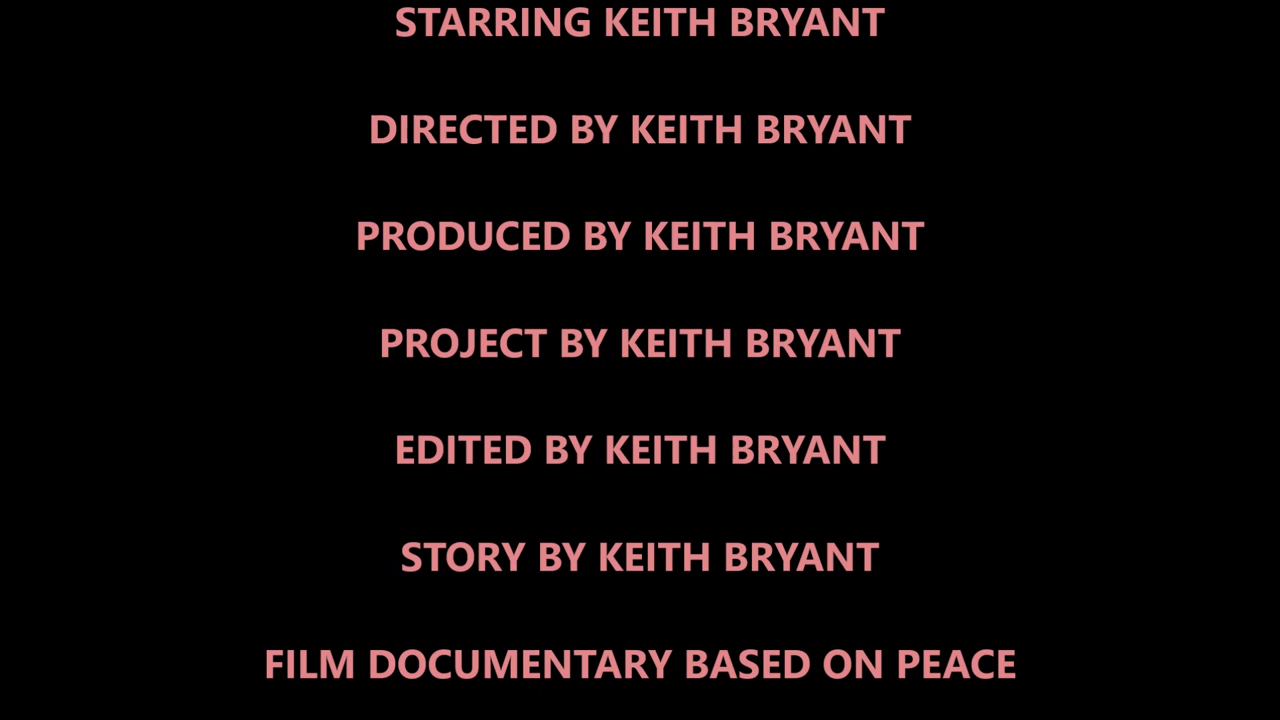 STARRING KEITH BRYANT
DIRECTED BY KEITH BRYANT
PRODUCED BY KEITH BRYANT
PROJECT BY KEITH BRYANT
EDITED BY KEITH BRYANT
STORY BY KEITH BRYANT
FILM DOCUMENTARY BASED ON PEACE